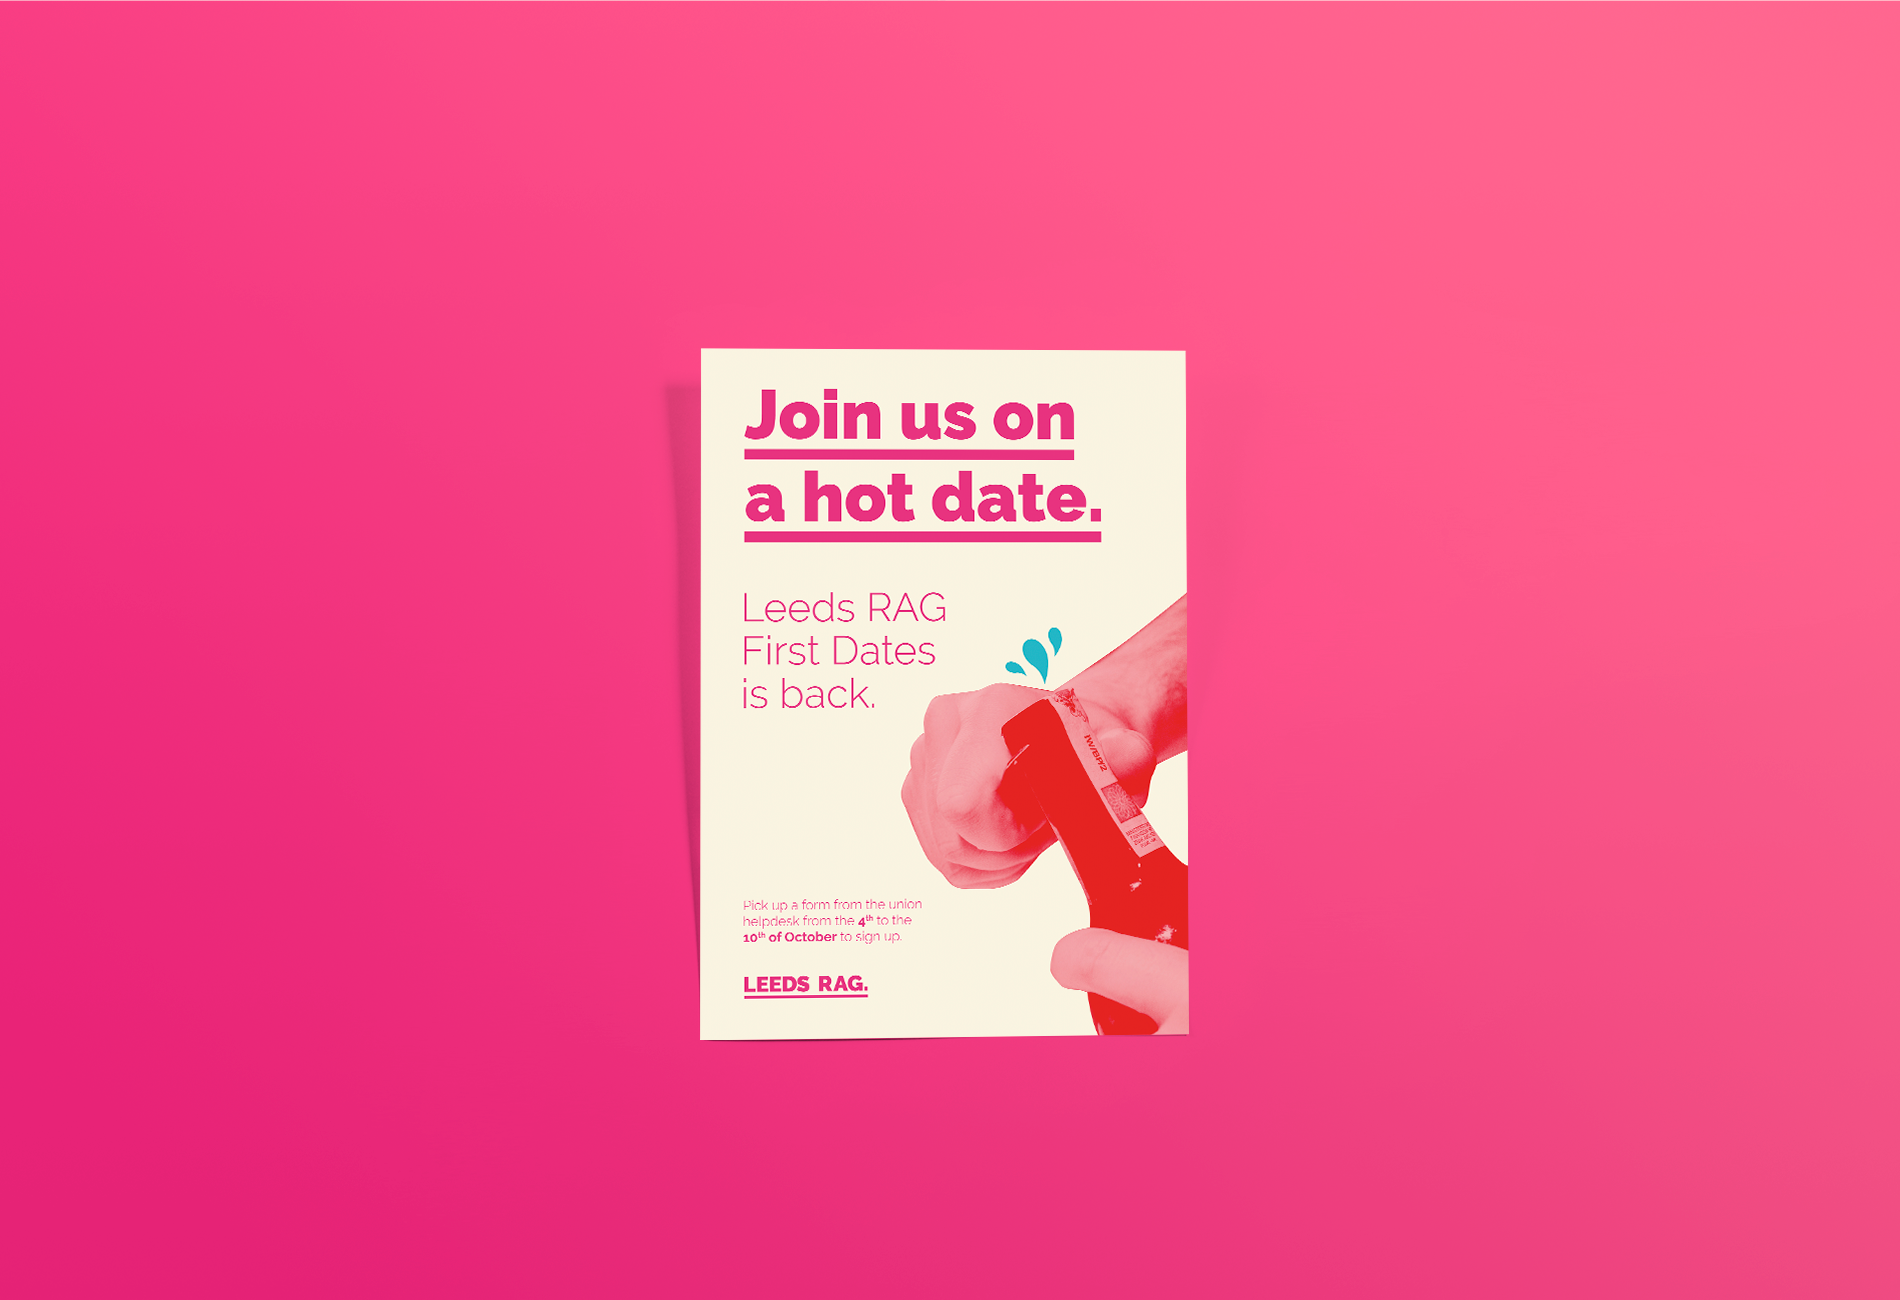 Join us on
a hot date.
Leeds RAG
First Dates
is back.
Pick up a form from the union
helpdesk from the 4th to the
10th of October to sign up.
LEEDS RAG.